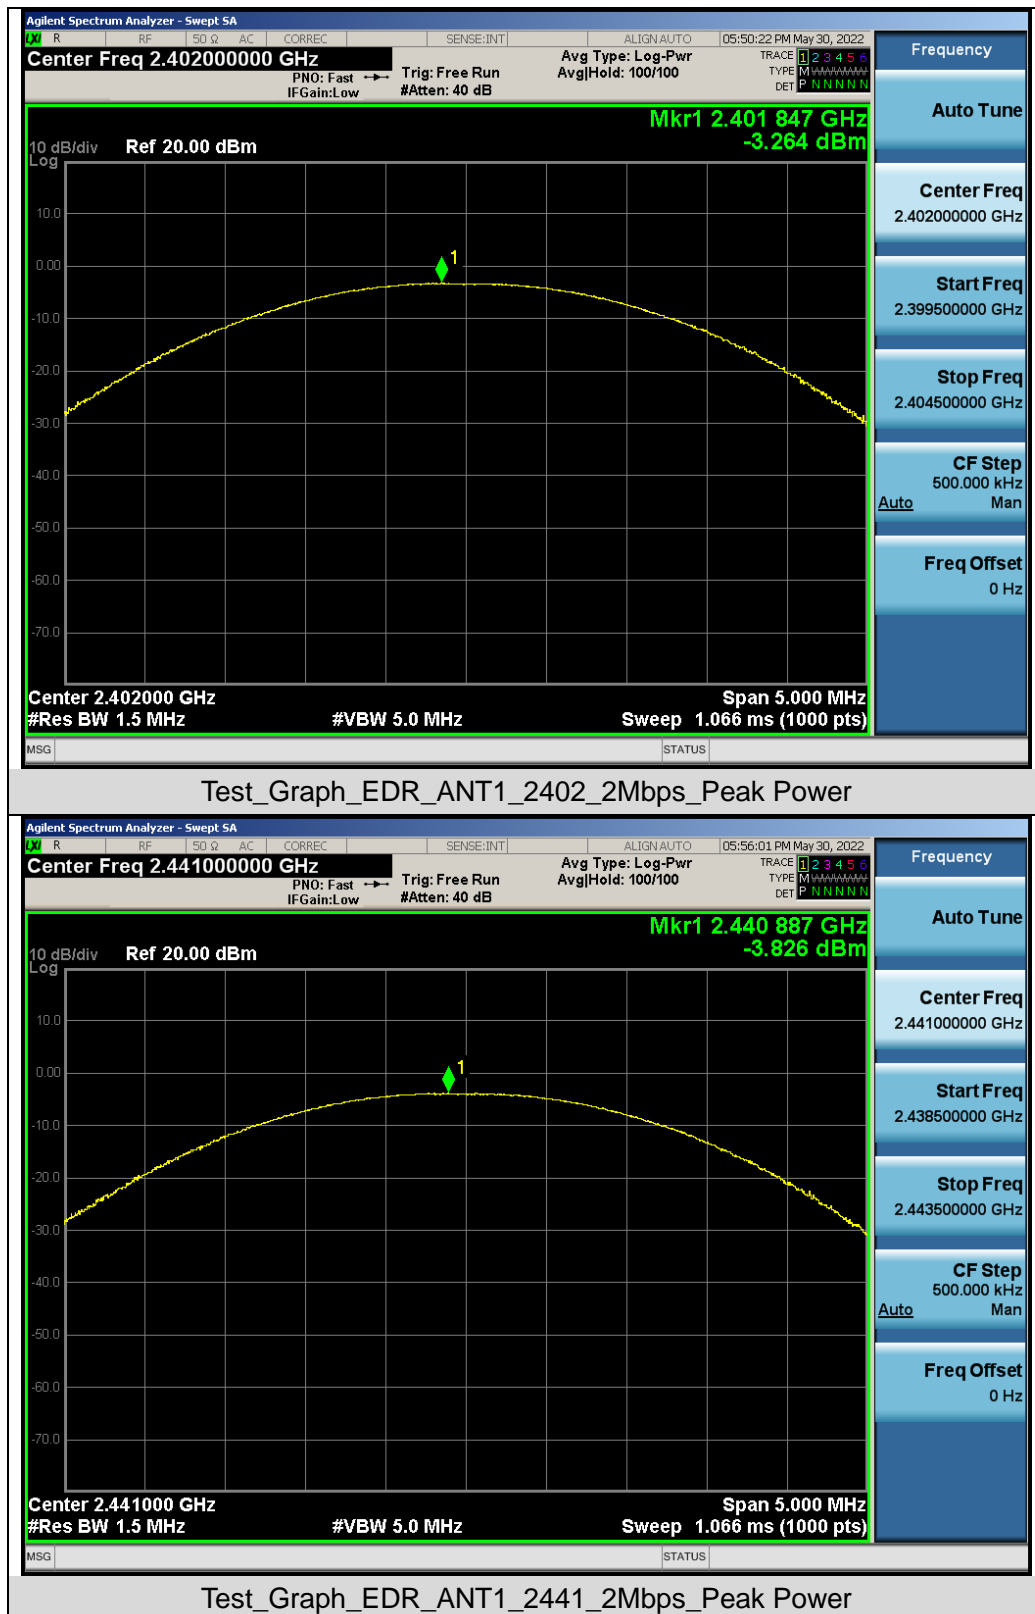 Agilent Spectrum Analyzer - Swept SA
LXI R RF 50 Ω AC CORREC SENSE:INT ALIGN AUTO 05:50:22 PM May 30, 2022
Center Freq 2.402000000 GHz
PNO: Fast
IFGain:Low
Trig: Free Run
#Atten: 40 dB
Avg Type: Log-Pwr
Avg|Hold: 100/100
TRACE 1 2 3 4 5 6
TYPE M WWWWW
DET P N N N N N
Mkr1 2.401 847 GHz
-3.264 dBm
10 dB/div Ref 20.00 dBm
Log
10.0
0.00
-10.0
-20.0
-30.0
-40.0
-50.0
-60.0
-70.0
1
Center 2.402000 GHz Span 5.000 MHz
#Res BW 1.5 MHz #VBW 5.0 MHz Sweep 1.066 ms (1000 pts)
MSG STATUS
Frequency
Auto Tune
Center Freq
2.402000000 GHz
Start Freq
2.399500000 GHz
Stop Freq
2.404500000 GHz
CF Step
500.000 kHz
Auto Man
Freq Offset
0 Hz
Test_Graph_EDR_ANT1_2402_2Mbps_Peak Power
Agilent Spectrum Analyzer - Swept SA
LXI R RF 50 Ω AC CORREC SENSE:INT ALIGN AUTO 05:56:01 PM May 30, 2022
Center Freq 2.441000000 GHz
PNO: Fast
IFGain:Low
Trig: Free Run
#Atten: 40 dB
Avg Type: Log-Pwr
Avg|Hold: 100/100
TRACE 1 2 3 4 5 6
TYPE M WWWWW
DET P N N N N N
Mkr1 2.440 887 GHz
-3.826 dBm
10 dB/div Ref 20.00 dBm
Log
10.0
0.00
-10.0
-20.0
-30.0
-40.0
-50.0
-60.0
-70.0
1
Center 2.441000 GHz Span 5.000 MHz
#Res BW 1.5 MHz #VBW 5.0 MHz Sweep 1.066 ms (1000 pts)
MSG STATUS
Frequency
Auto Tune
Center Freq
2.441000000 GHz
Start Freq
2.438500000 GHz
Stop Freq
2.443500000 GHz
CF Step
500.000 kHz
Auto Man
Freq Offset
0 Hz
Test_Graph_EDR_ANT1_2441_2Mbps_Peak Power